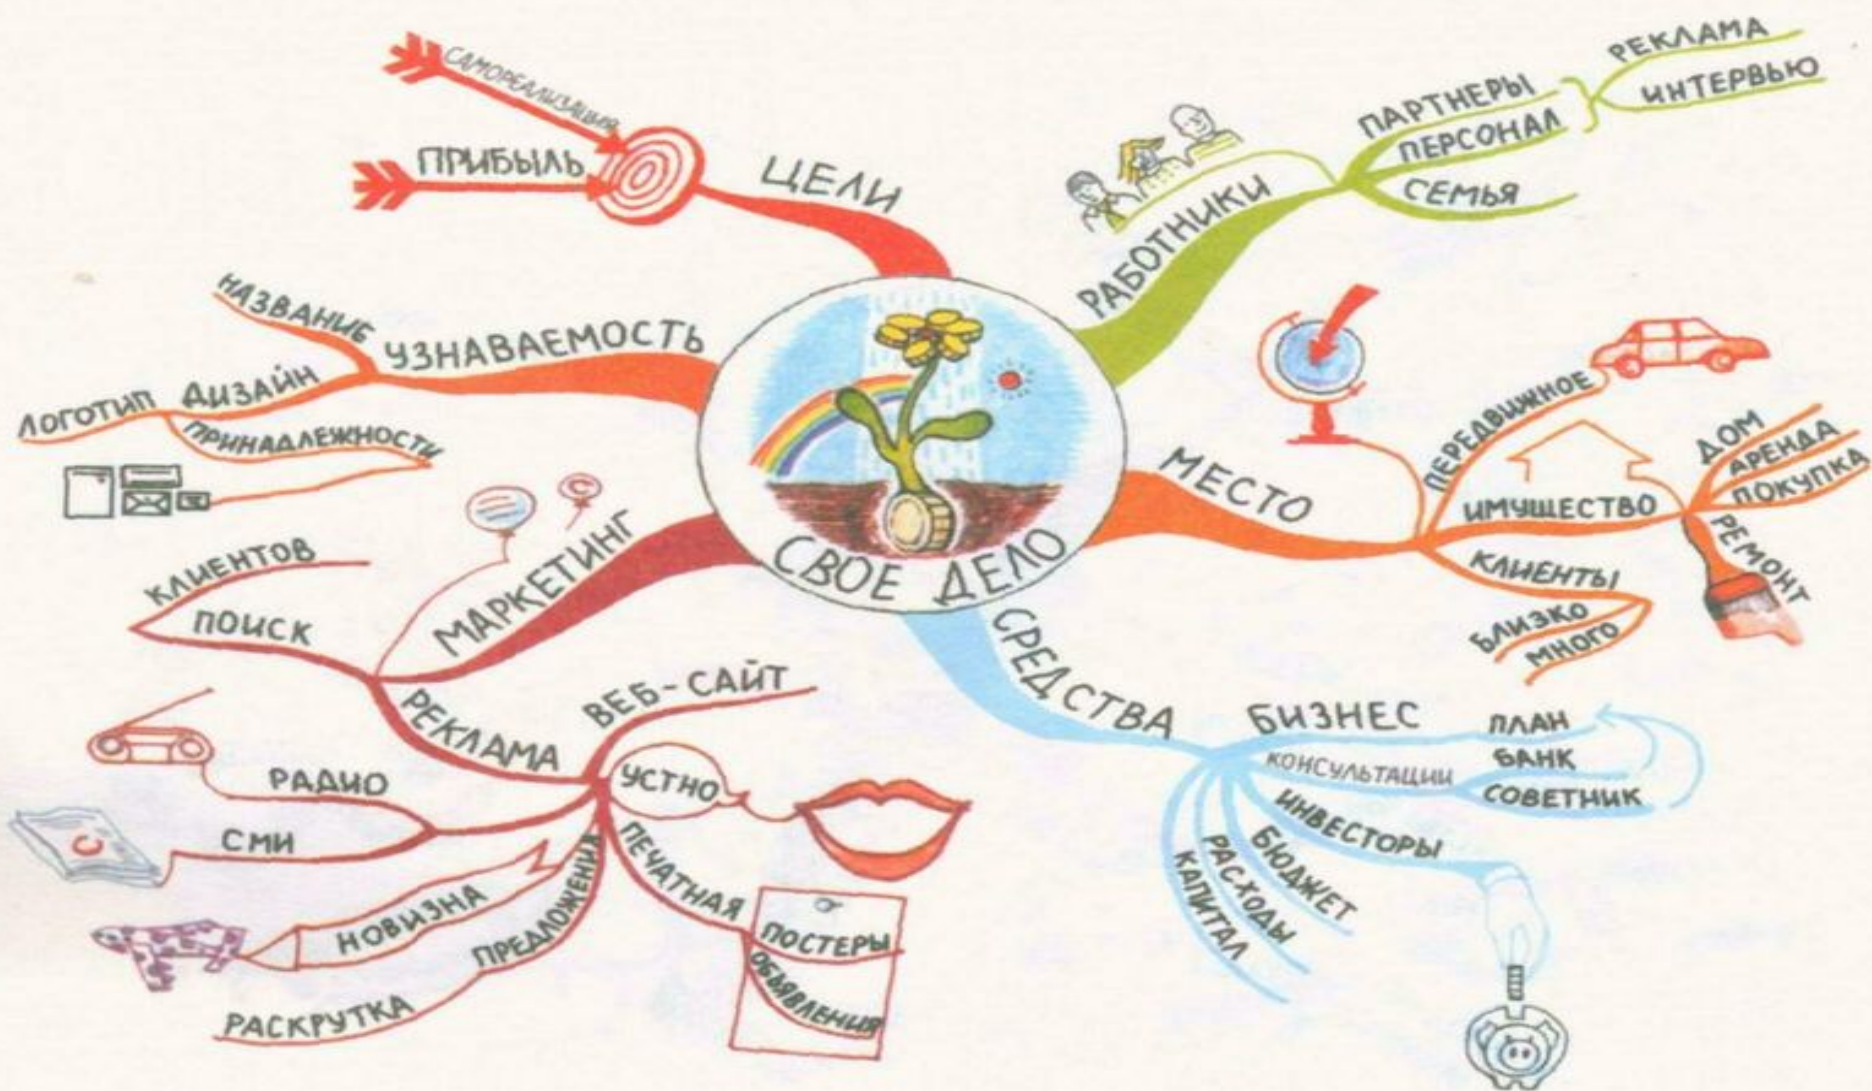 СВОЕ ДЕЛО
ЦЕЛИ
САМОРЕАЛИЗАЦИЯ
ПРИБЫЛЬ
РАБОТНИКИ
ПАРТНЕРЫ
ПЕРСОНАЛ
СЕМЬЯ
РЕКЛАМА
ИНТЕРВЬЮ
МЕСТО
ПЕРЕДВИЖНОЕ
ИМУЩЕСТВО
ДОМ
АРЕНДА
ПОКУПКА
РЕМОНТ
КЛИЕНТЫ
БЛИЗКО
МНОГО
СРЕДСТВА
БИЗНЕС
ПЛАН
КОНСУЛЬТАЦИИ
БАНК
СОВЕТНИК
ИНВЕСТОРЫ
БЮДЖЕТ
РАСХОДЫ
КАПИТАЛ
МАРКЕТИНГ
С
ПОИСК
КЛИЕНТОВ
РЕКЛАМА
ВЕБ-САЙТ
УСТНО
ПЕЧАТНАЯ
ПОСТЕРЫ
ОБЪЯВЛЕНИЯ
ПРЕДЛОЖЕНИЯ
НОВИЗНА
РАСКРУТКА
РАДИО
СМИ
С
УЗНАВАЕМОСТЬ
НАЗВАНИЕ
ДИЗАЙН
ЛОГОТИП
ПРИНАДЛЕЖНОСТИ